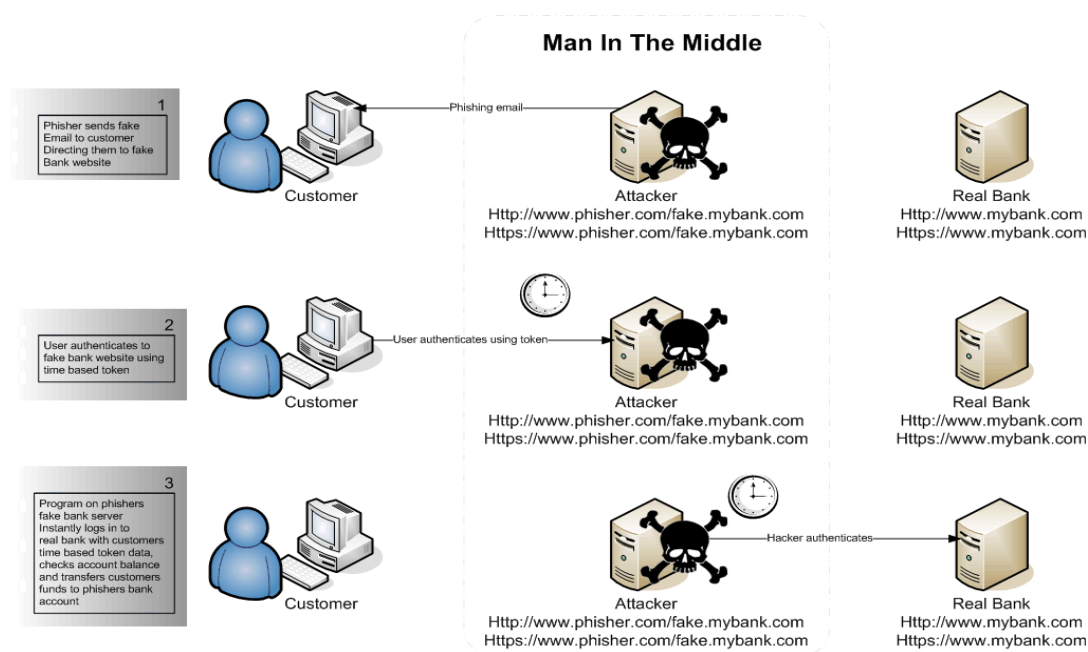 Man In The Middle
1
Phisher sends fake
Email to customer
Directing them to fake
Bank website
Phishing email
Customer
Attacker
Http://www.phisher.com/fake.mybank.com
Https://www.phisher.com/fake.mybank.com
Real Bank
Http://www.mybank.com
Https://www.mybank.com
2
User authenticates to
fake bank website using
time based token
User authenticates using token
Customer
Attacker
Http://www.phisher.com/fake.mybank.com
Https://www.phisher.com/fake.mybank.com
Real Bank
Http://www.mybank.com
Https://www.mybank.com
3
Program on phishers
fake bank server
Instantly logs in to
real bank with customers
time based token data,
checks account balance
and transfers customers
funds to phishers bank
account
Hacker authenticates
Customer
Attacker
Http://www.phisher.com/fake.mybank.com
Https://www.phisher.com/fake.mybank.com
Real Bank
Http://www.mybank.com
Https://www.mybank.com